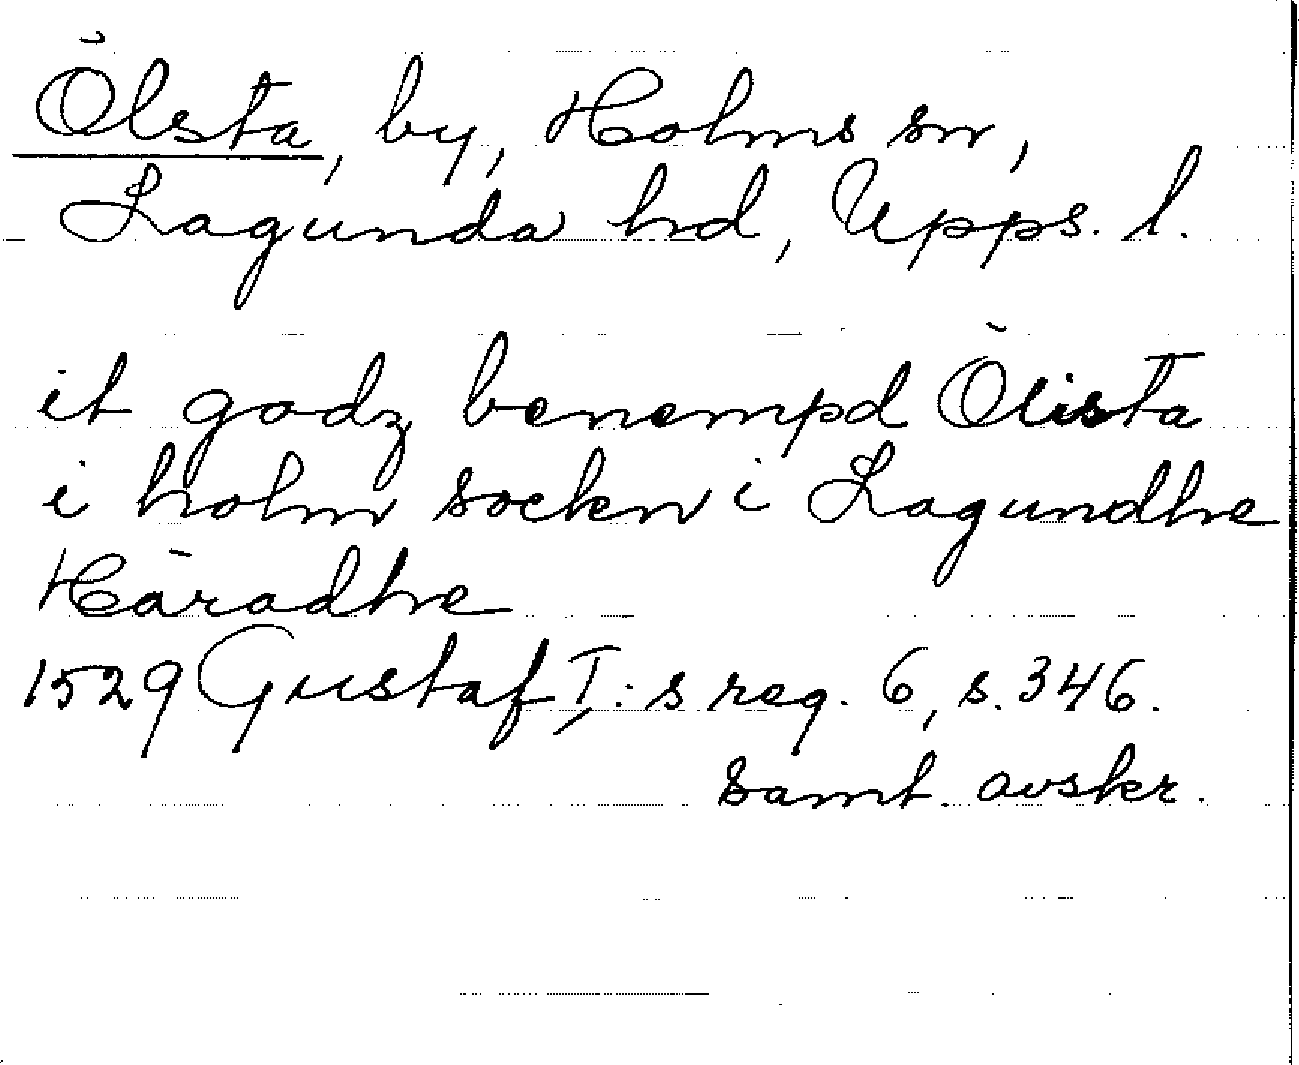 Ölsta, by, Holms sn,
Lagunda hd, Upps. l.
it godz benempd Ölista
i holm sockn i Lagundhe
Häradhe
1529 Gustaf I:s reg. 6, s. 346.
samt. avskr.